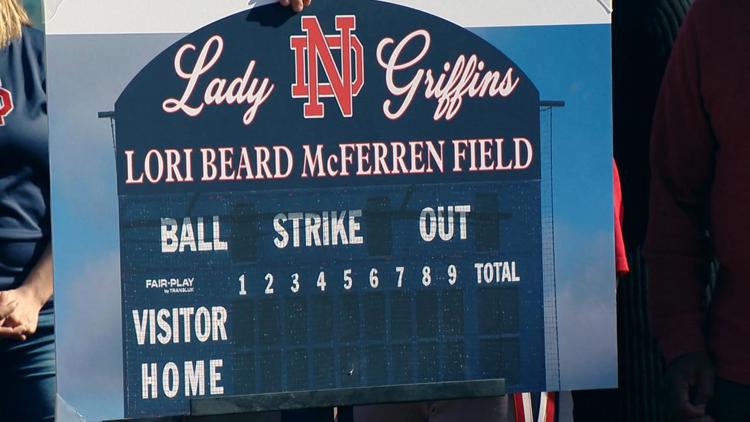 Lady ND Griffins
LORI BEARD McFERREN FIELD
BALL STRIKE OUT
FAIR-PLAY
by TRANS-LUX
1 2 3 4 5 6 7 8 9 TOTAL
VISITOR
HOME